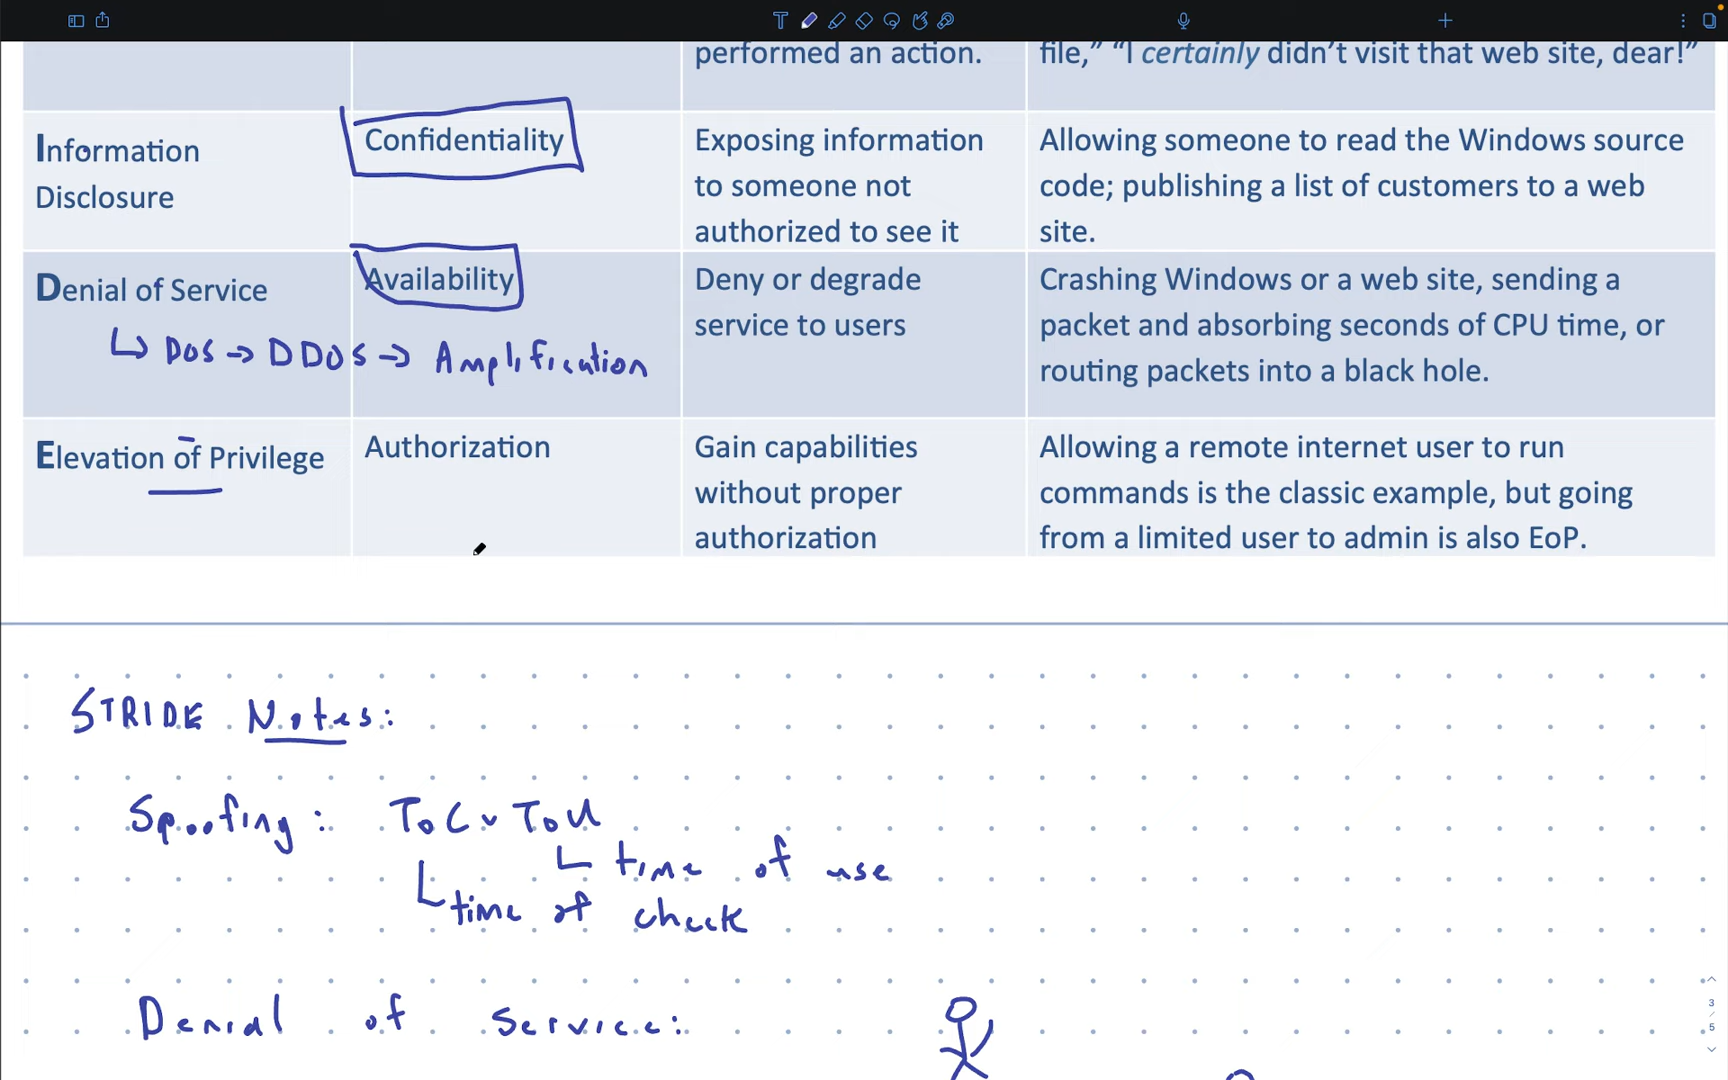 performed an action.
file,” “I certainly didn’t visit that web site, dear!”
Information
Disclosure
Confidentiality
Exposing information
to someone not
authorized to see it
Allowing someone to read the Windows source
code; publishing a list of customers to a web
site.
Denial of Service
↳ DOS → DDOS → Amplification
Availability
Deny or degrade
service to users
Crashing Windows or a web site, sending a
packet and absorbing seconds of CPU time, or
routing packets into a black hole.
Elevation of Privilege
Authorization
Gain capabilities
without proper
authorization
Allowing a remote internet user to run
commands is the classic example, but going
from a limited user to admin is also EoP.
STRIDE Notes:
Spoofing: ToC v ToU
time of use
time of check
Denial of service:
3
/
5